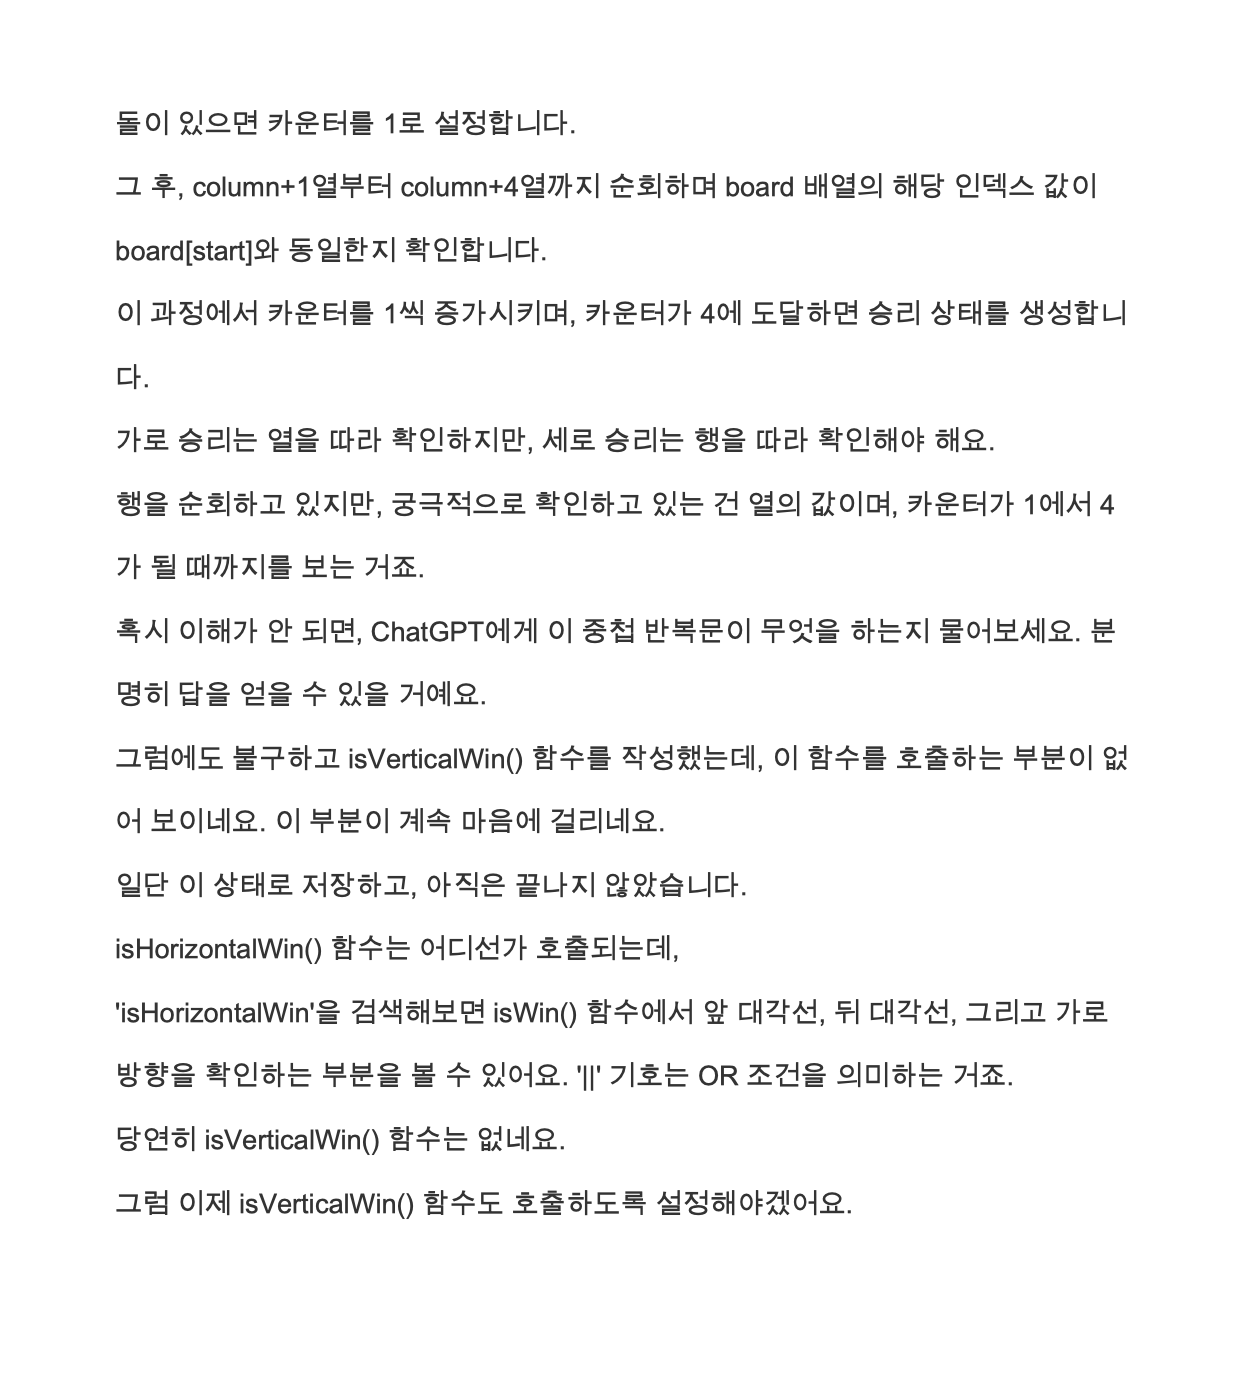 돌이 있으면 카운터를 1로 설정합니다.
그 후, column+1열부터 column+4열까지 순회하며 board 배열의 해당 인덱스 값이
board[start]와 동일한지 확인합니다.
이 과정에서 카운터를 1씩 증가시키며, 카운터가 4에 도달하면 승리 상태를 생성합니
다.
가로 승리는 열을 따라 확인하지만, 세로 승리는 행을 따라 확인해야 해요.
행을 순회하고 있지만, 궁극적으로 확인하고 있는 건 열의 값이며, 카운터가 1에서 4
가 될 때까지를 보는 거죠.
혹시 이해가 안 되면, ChatGPT에게 이 중첩 반복문이 무엇을 하는지 물어보세요. 분
명히 답을 얻을 수 있을 거예요.
그럼에도 불구하고 isVerticalWin() 함수를 작성했는데, 이 함수를 호출하는 부분이 없
어 보이네요. 이 부분이 계속 마음에 걸리네요.
일단 이 상태로 저장하고, 아직은 끝나지 않았습니다.
isHorizontalWin() 함수는 어디선가 호출되는데,
'isHorizontalWin'을 검색해보면 isWin() 함수에서 앞 대각선, 뒤 대각선, 그리고 가로
방향을 확인하는 부분을 볼 수 있어요. '||' 기호는 OR 조건을 의미하는 거죠.
당연히 isVerticalWin() 함수는 없네요.
그럼 이제 isVerticalWin() 함수도 호출하도록 설정해야겠어요.